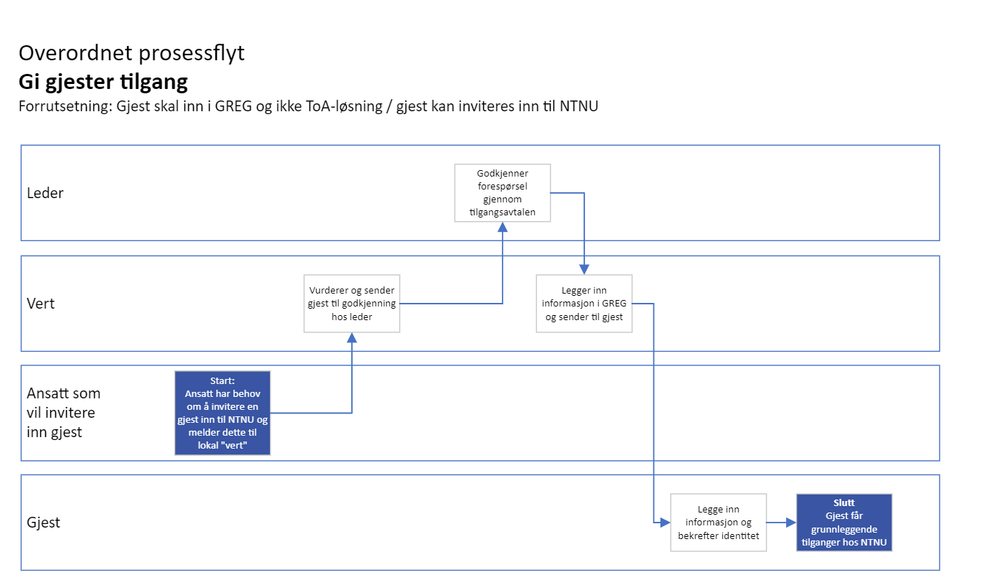 Overordnet prosessflyt
Gi gjester tilgang
Forrutsetning: Gjest skal inn i GREG og ikke ToA-løsning / gjest kan inviteres inn til NTNU
Leder
Godkjenner
forespørsel
gjennom
tilgangsavtalen
Vert
Vurderer og sender
gjest til godkjenning
hos leder
Legger inn
informasjon i GREG
og sender til gjest
Ansatt som
vil invitere
inn gjest
Start:
Ansatt har behov
om å invitere en
gjest inn til NTNU og
melder dette til
lokal "vert"
Gjest
Legge inn
informasjon og
bekrefter identitet
Slutt
Gjest får
grunnleggende
tilganger hos NTNU